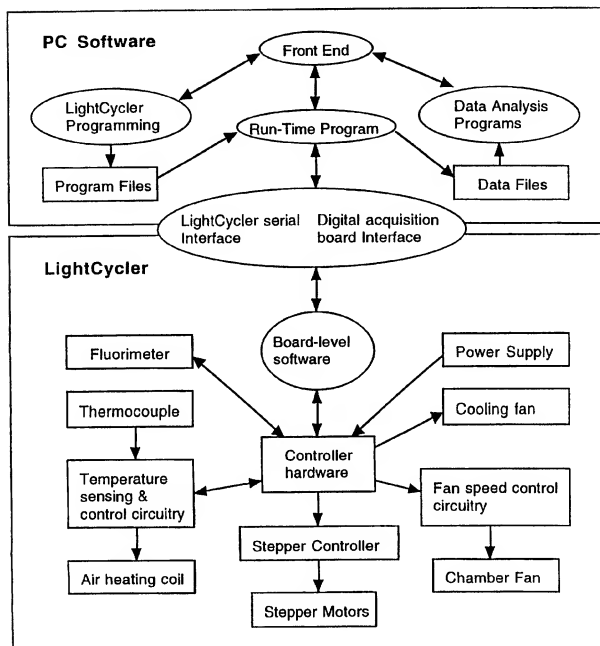 PC Software
Front End
LightCycler
Programming
Data Analysis
Programs
Run-Time Program
Program Files
Data Files
LightCycler serial
Interface
Digital acquisition
board Interface
LightCycler
Board-level
software
Fluorimeter
Power Supply
Thermocouple
Cooling fan
Controller
hardware
Temperature
sensing &
control circuitry
Fan speed control
circuitry
Stepper Controller
Air heating coil
Chamber Fan
Stepper Motors